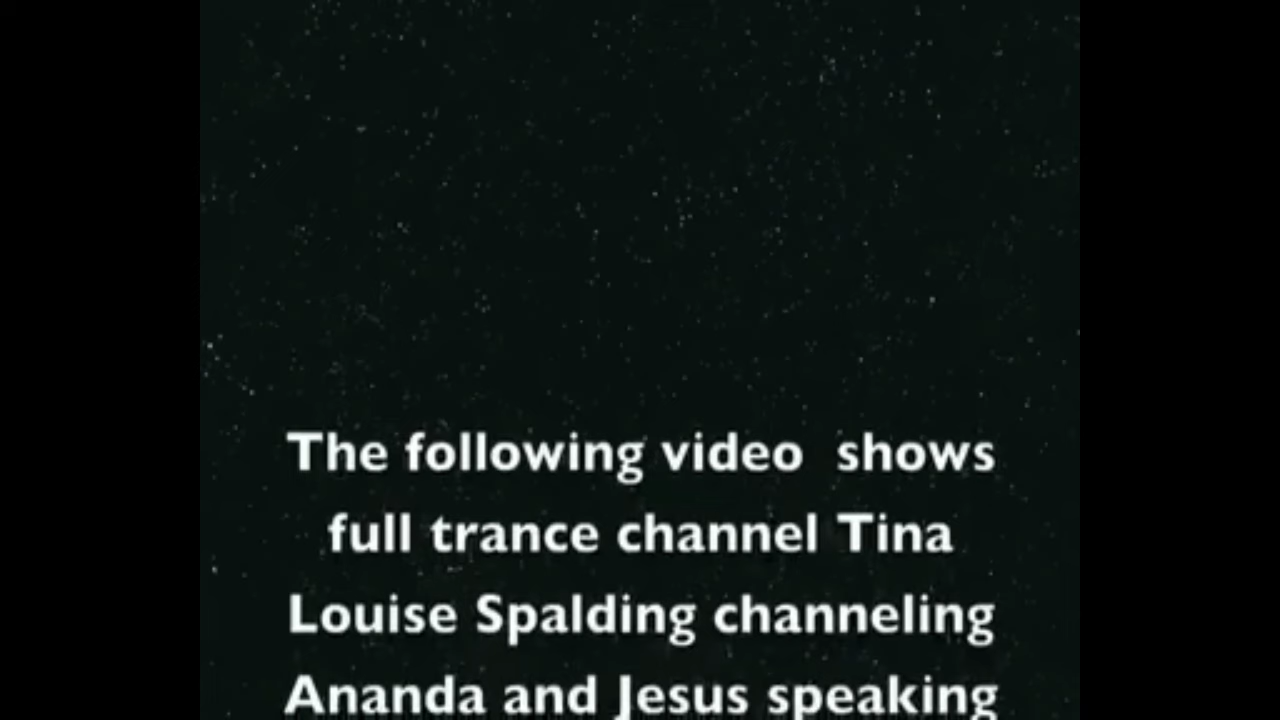 The following video  shows
full trance channel Tina
Louise Spalding channeling
Ananda and Jesus speaking